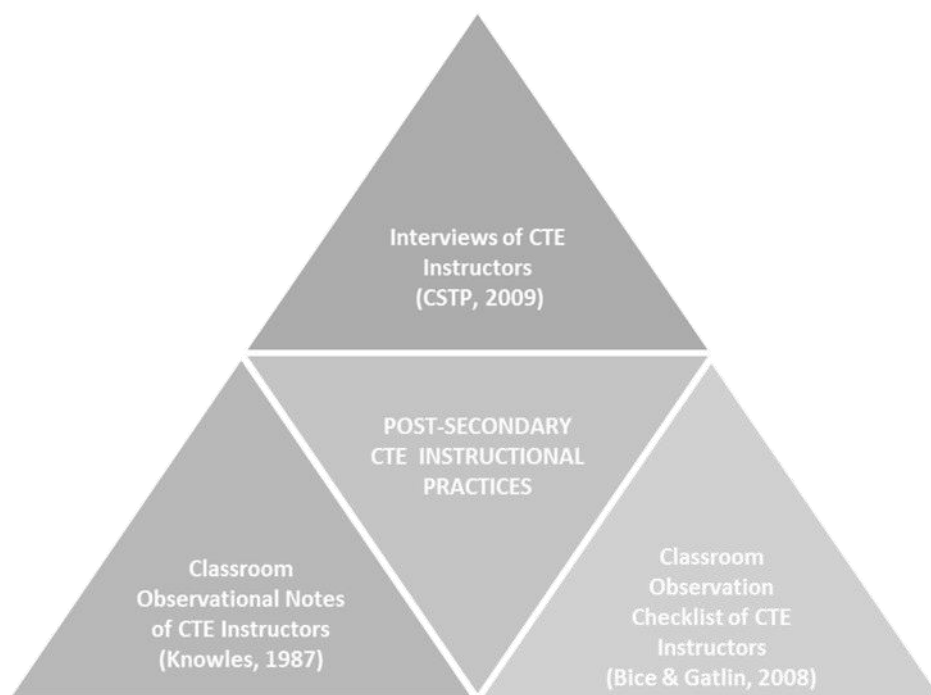 Interviews of CTE
Instructors
(CSTP, 2009)
POST-SECONDARY
CTE INSTRUCTIONAL
PRACTICES
Classroom
Observational Notes
of CTE Instructors
(Knowles, 1987)
Classroom
Observation
Checklist of CTE
Instructors
(Bice & Gatlin, 2008)